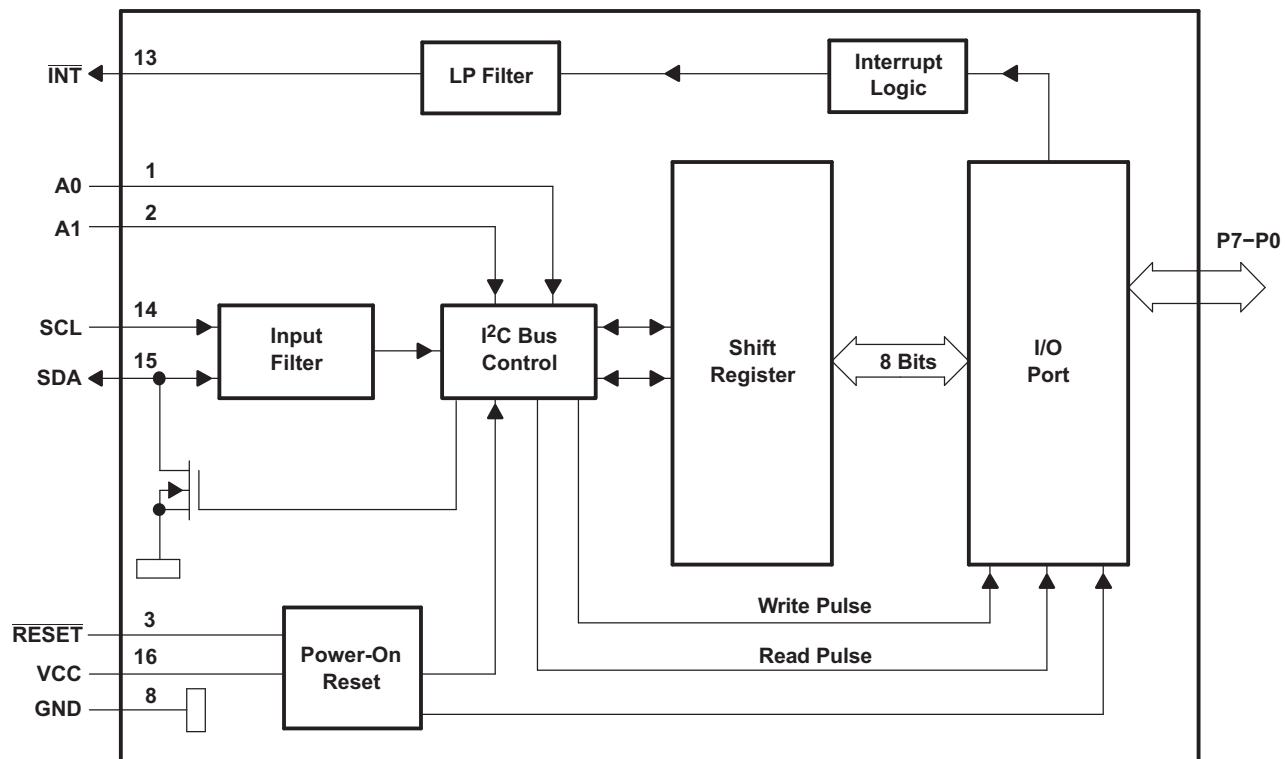 INT
13
LP Filter
Interrupt
Logic
A0
1
A1
2
P7−P0
SCL
14
SDA
15
Input
Filter
I²C Bus
Control
Shift
Register
8 Bits
I/O
Port
RESET
3
VCC
16
GND
8
Power-On
Reset
Write Pulse
Read Pulse